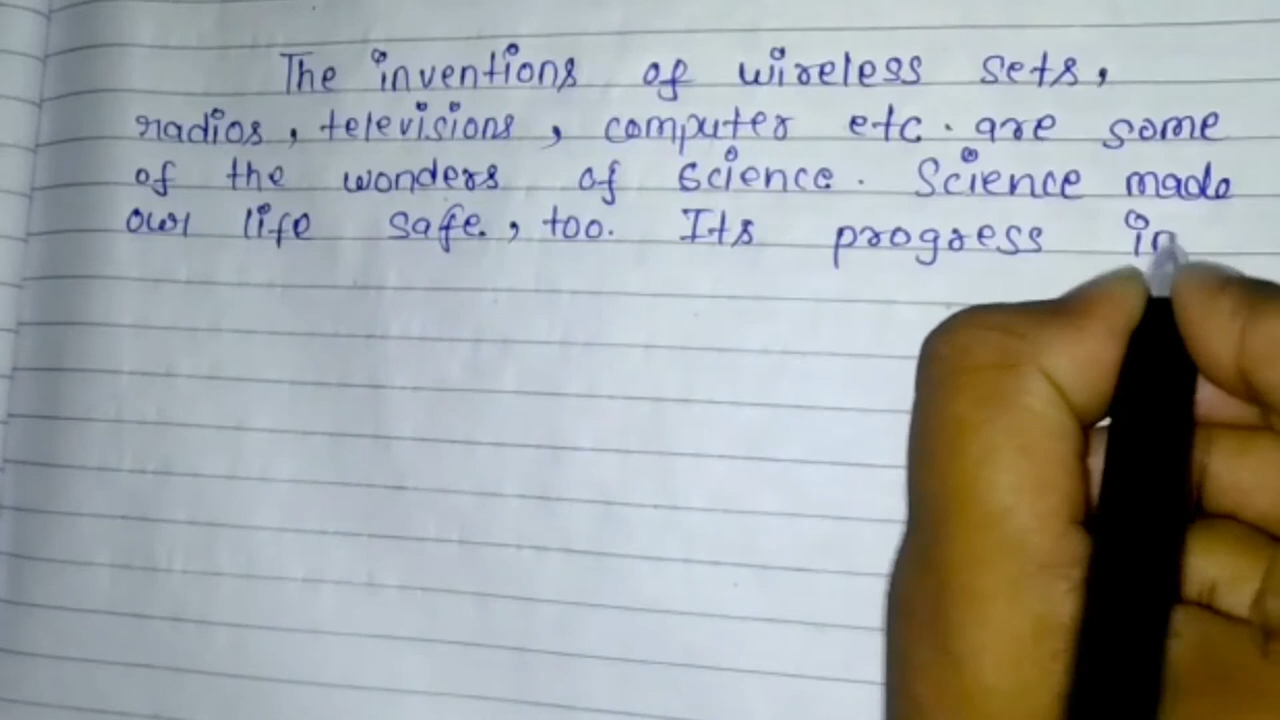 The inventions of wireless sets,
radios, televisions, computer etc. are some
of the wonders of science. Science made
our life safe, too. Its progress in